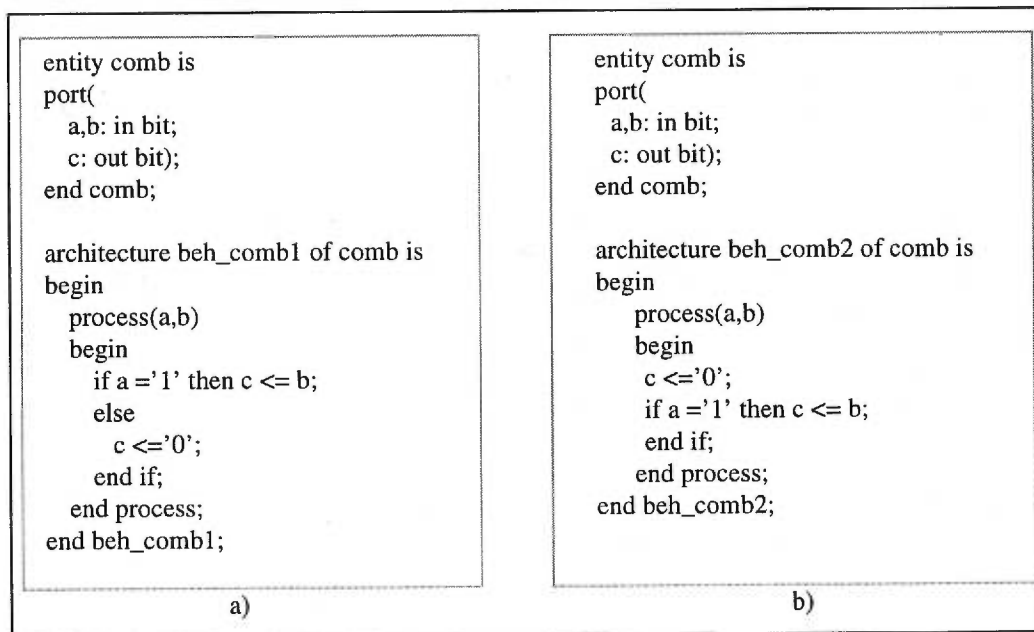 entity comb is
port(
a,b: in bit;
c: out bit);
end comb;
architecture beh_comb1 of comb is
begin
process(a,b)
begin
if a ='1' then c <= b;
else
c <='0';
end if;
end process;
end beh_comb1;
a)
entity comb is
port(
a,b: in bit;
c: out bit);
end comb;
architecture beh_comb2 of comb is
begin
process(a,b)
begin
c <='0';
if a ='1' then c <= b;
end if;
end process;
end beh_comb2;
b)